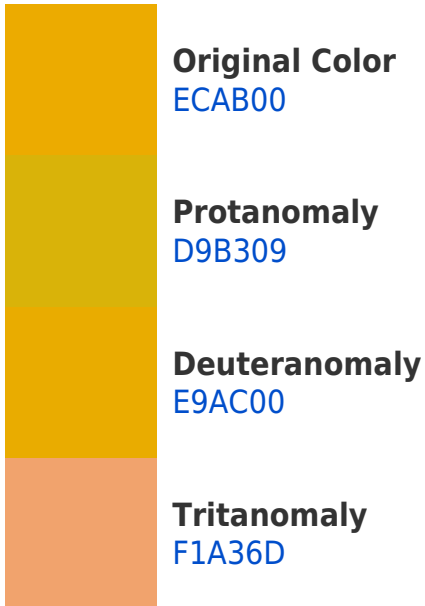 Original Color
ECAB00
Protanomaly
D9B309
Deuteranomaly
E9AC00
Tritanomaly
F1A36D